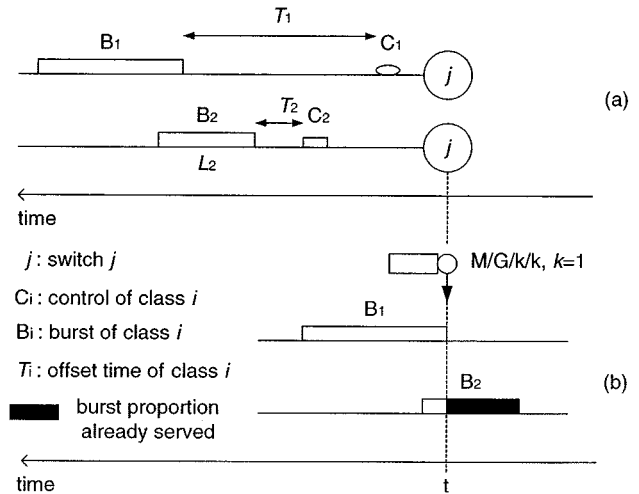 T1
B1
C1
j
(a)
B2
T2
C2
j
L2
time
j : switch j
M/G/k/k, k=1
Ci : control of class i
B1
Bi : burst of class i
Ti : offset time of class i
B2
(b)
burst proportion
already served
time
t